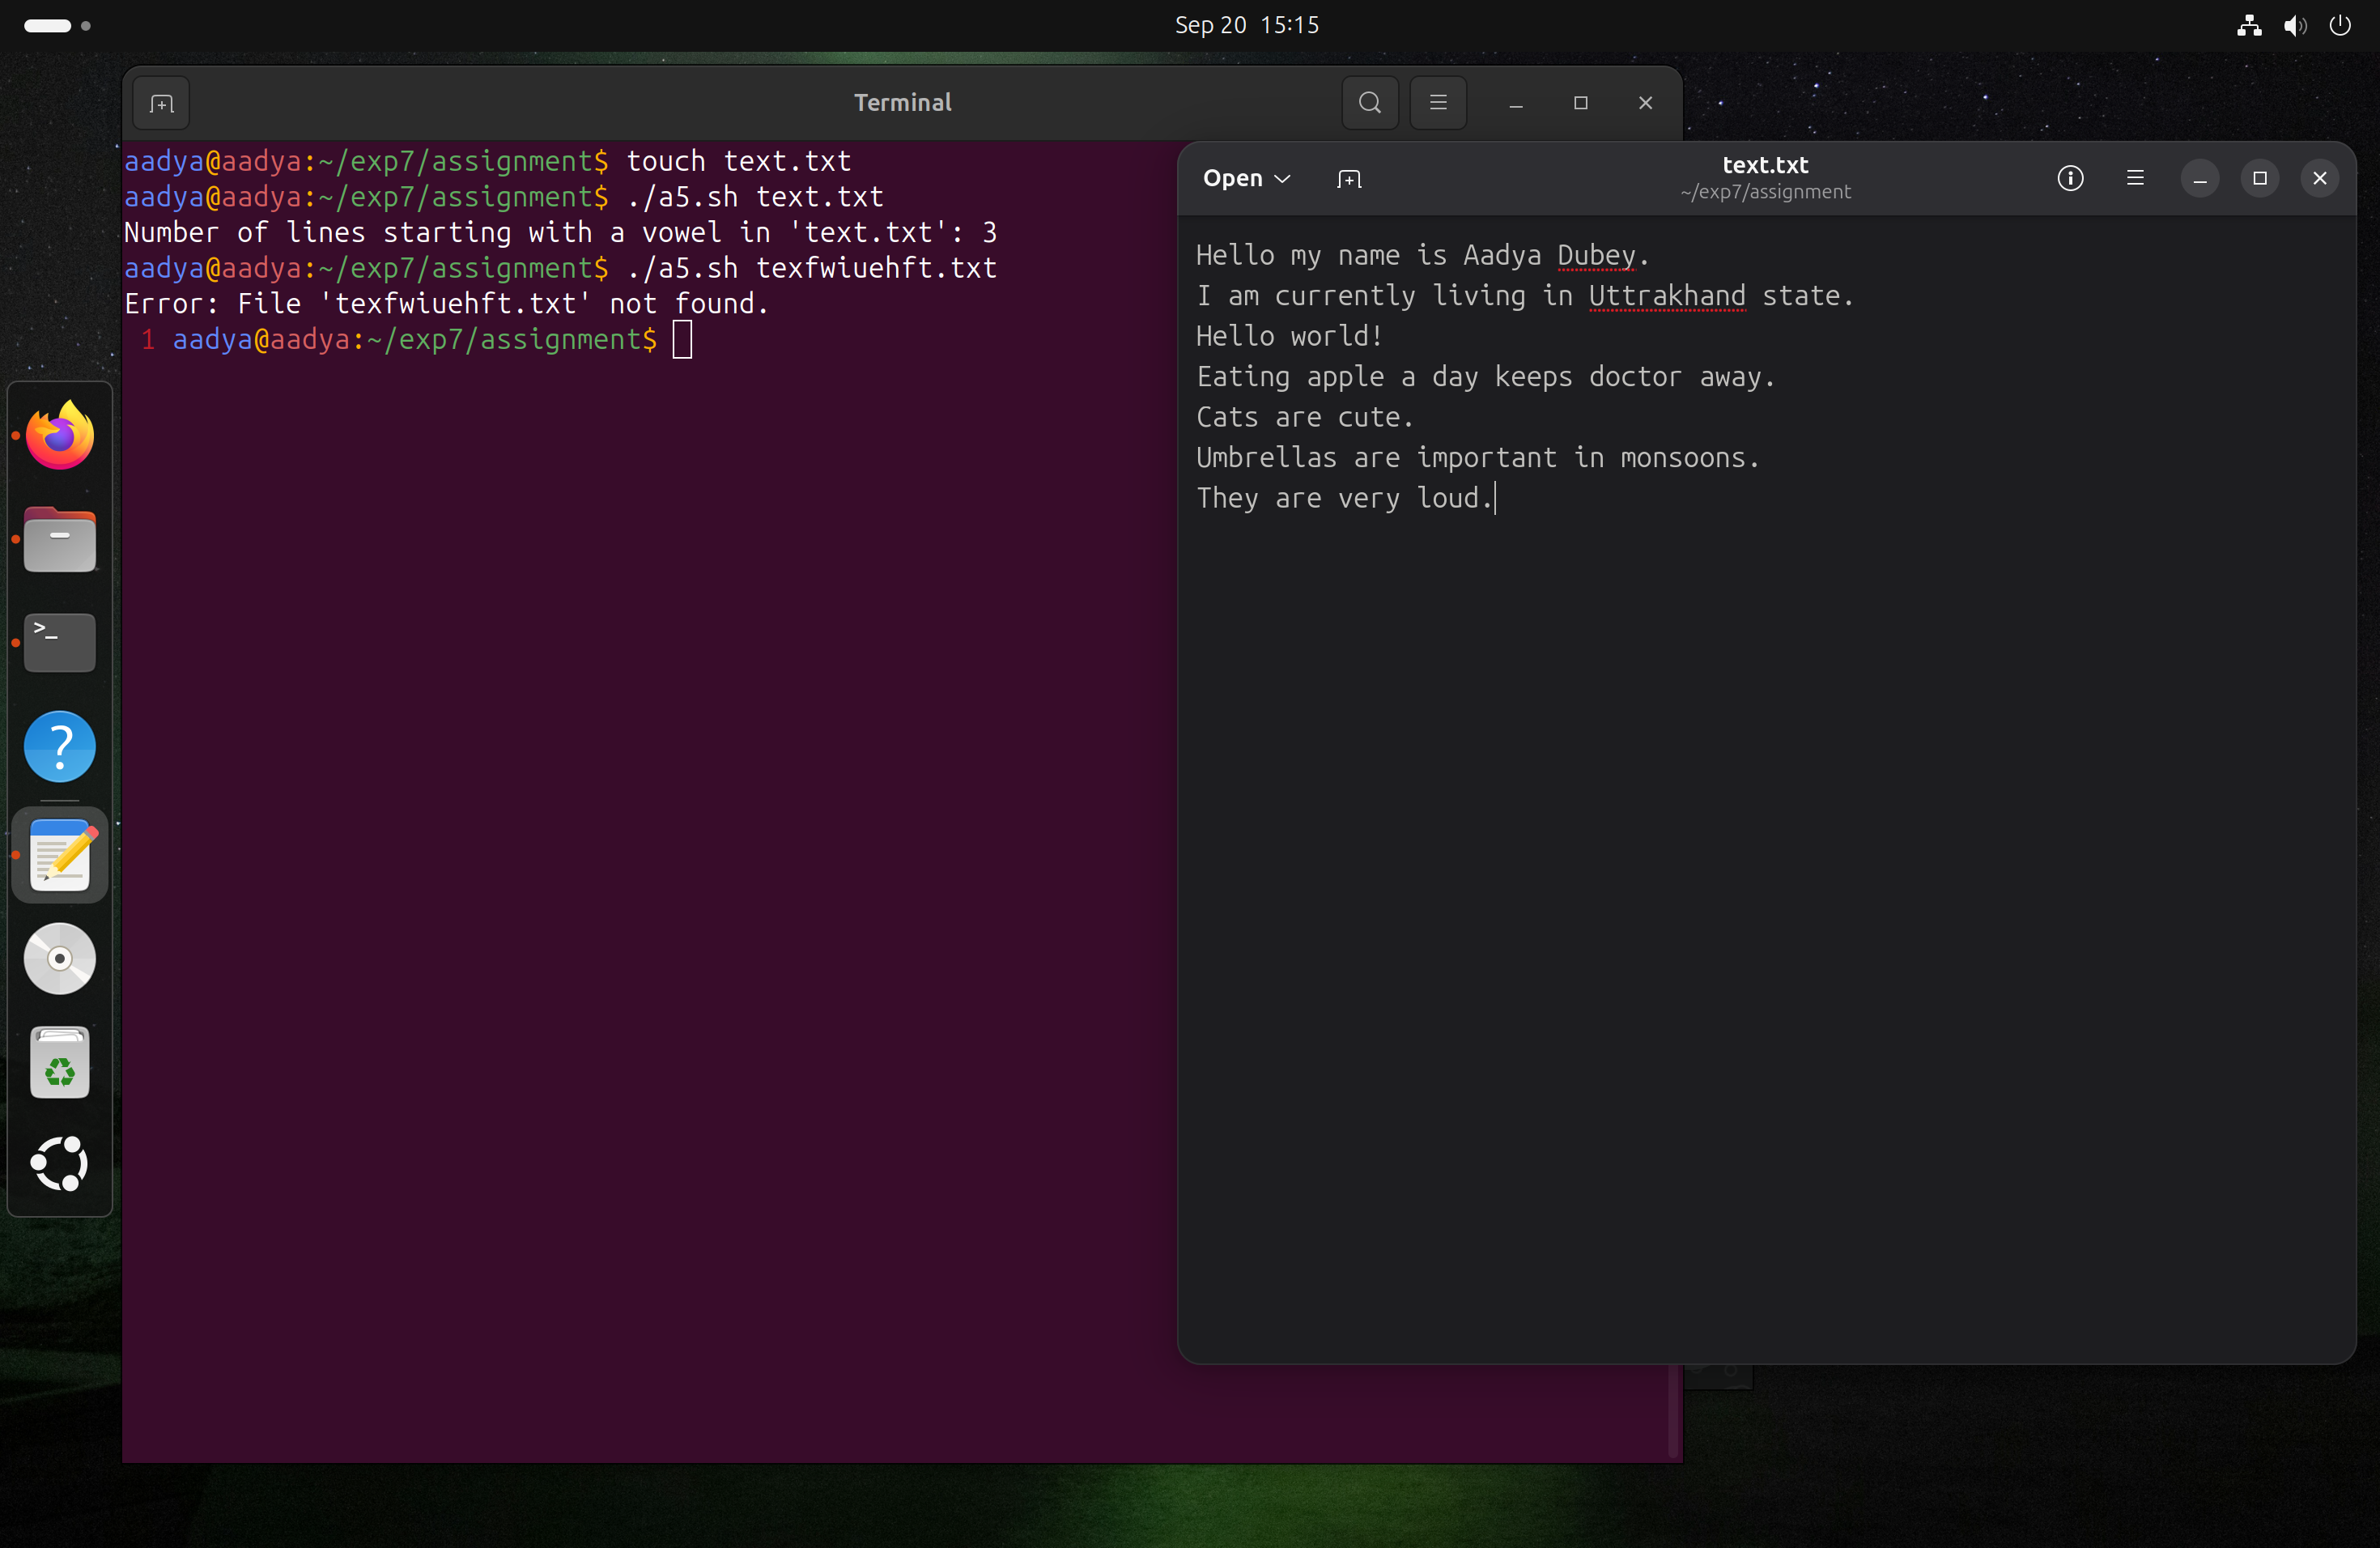 Sep 20 15:15
Terminal
aadya@aadya:~/exp7/assignment$ touch text.txt
aadya@aadya:~/exp7/assignment$ ./a5.sh text.txt
Number of lines starting with a vowel in 'text.txt': 3
aadya@aadya:~/exp7/assignment$ ./a5.sh texfwiuehft.txt
Error: File 'texfwiuehft.txt' not found.
1 aadya@aadya:~/exp7/assignment$
Open
text.txt
~/exp7/assignment
Hello my name is Aadya Dubey.
I am currently living in Uttrakhand state.
Hello world!
Eating apple a day keeps doctor away.
Cats are cute.
Umbrellas are important in monsoons.
They are very loud.